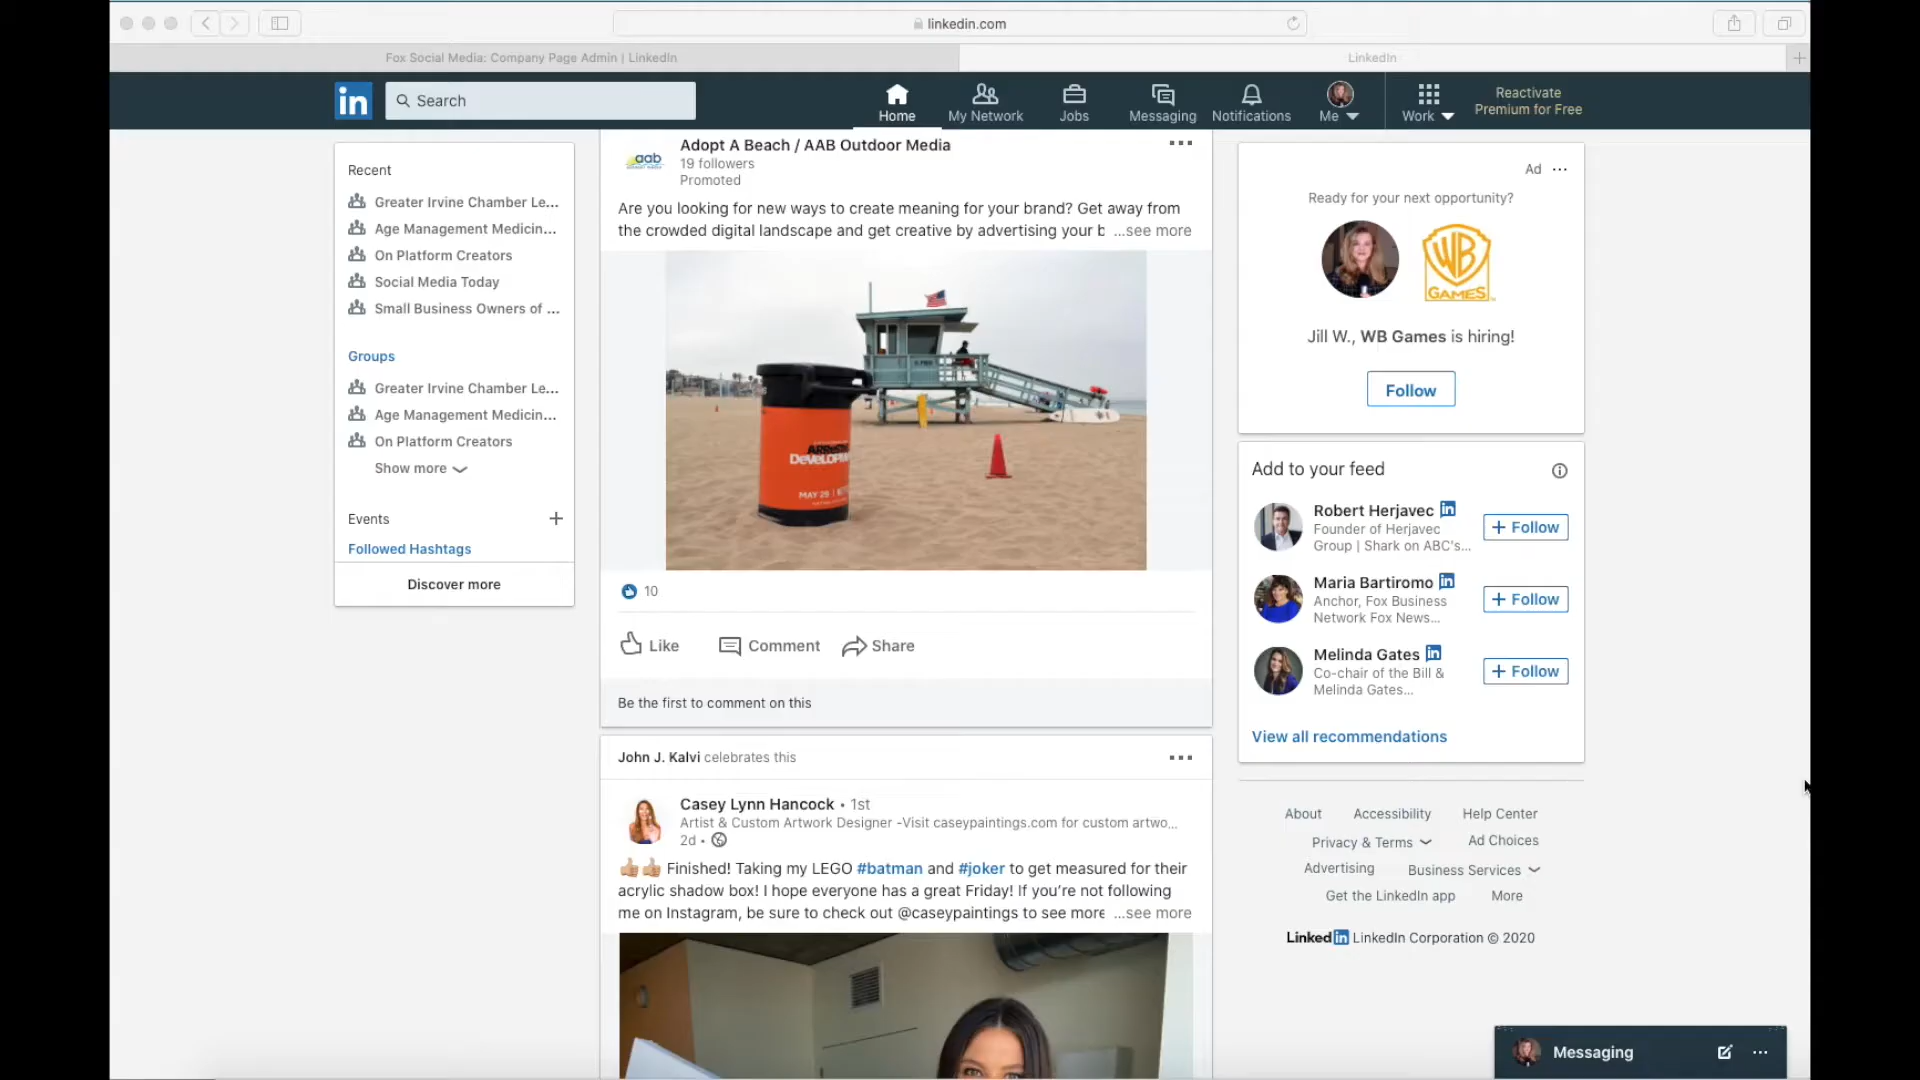 linkedin.com
Fox Social Media: Company Page Admin | LinkedIn
LinkedIn
in
Search
Home
My Network
Jobs
Messaging
Notifications
Me
Work
Reactivate
Premium for Free
Recent
Greater Irvine Chamber Le...
Age Management Medicin...
On Platform Creators
Social Media Today
Small Business Owners of ...
Groups
Greater Irvine Chamber Le...
Age Management Medicin...
On Platform Creators
Show more
Events
Followed Hashtags
Discover more
aab
Adopt A Beach / AAB Outdoor Media
19 followers
Promoted
Are you looking for new ways to create meaning for your brand? Get away from
the crowded digital landscape and get creative by advertising your b ...see more
DeveLOPM
MAY 29
10
Like
Comment
Share
Be the first to comment on this
John J. Kalvi celebrates this
Casey Lynn Hancock • 1st
Artist & Custom Artwork Designer -Visit caseypaintings.com for custom artwo...
2d •
Finished! Taking my LEGO #batman and #joker to get measured for their
acrylic shadow box! I hope everyone has a great Friday! If you're not following
me on Instagram, be sure to check out @caseypaintings to see more ...see more
Ad
Ready for your next opportunity?
WB
GAMES
Jill W., WB Games is hiring!
Follow
Add to your feed
Robert Herjavec in
Founder of Herjavec
Group | Shark on ABC's...
+ Follow
Maria Bartiromo in
Anchor, Fox Business
Network Fox News...
+ Follow
Melinda Gates in
Co-chair of the Bill &
Melinda Gates...
+ Follow
View all recommendations
About Accessibility Help Center
Privacy & Terms Ad Choices
Advertising Business Services
Get the LinkedIn app More
Linkedin LinkedIn Corporation © 2020
Messaging